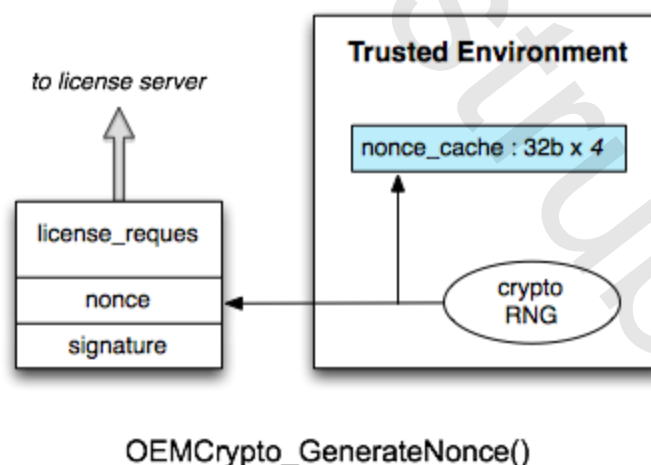 Trusted Environment
to license server
nonce_cache : 32b x 4
license_reques
nonce
signature
crypto
RNG
OEMCrypto_GenerateNonce()